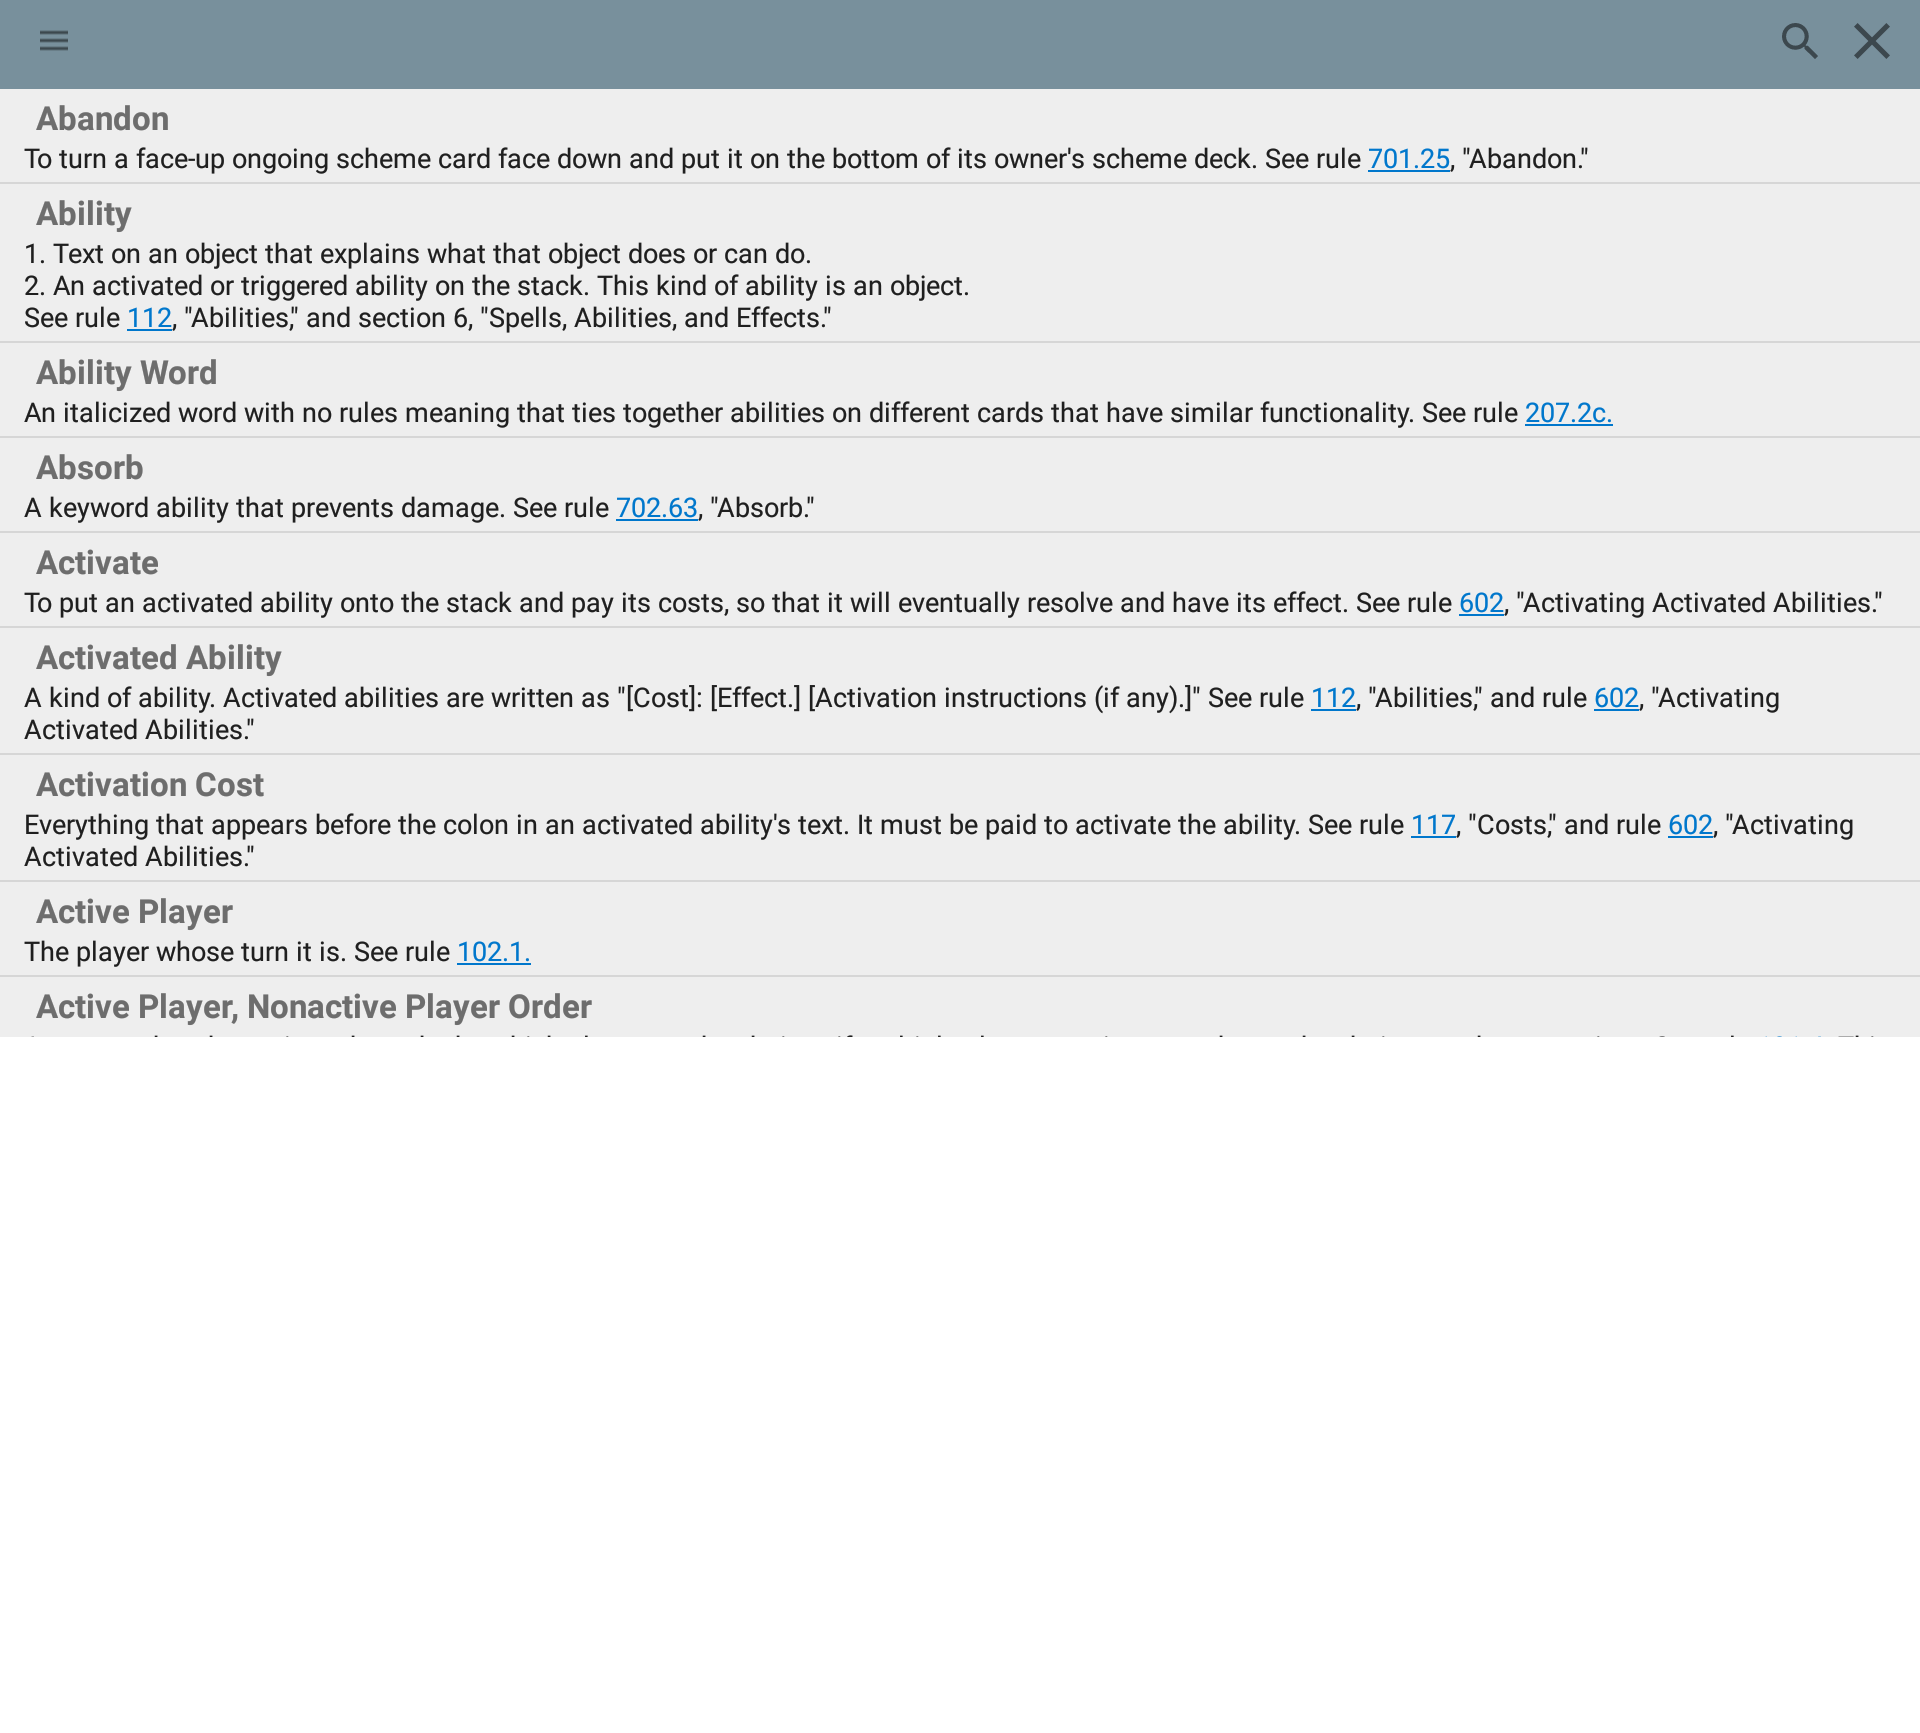 Abandon
To turn a face-up ongoing scheme card face down and put it on the bottom of its owner's scheme deck. See rule 701.25, "Abandon."
Ability
1. Text on an object that explains what that object does or can do.
2. An activated or triggered ability on the stack. This kind of ability is an object.
See rule 112, "Abilities," and section 6, "Spells, Abilities, and Effects."
Ability Word
An italicized word with no rules meaning that ties together abilities on different cards that have similar functionality. See rule 207.2c.
Absorb
A keyword ability that prevents damage. See rule 702.63, "Absorb."
Activate
To put an activated ability onto the stack and pay its costs, so that it will eventually resolve and have its effect. See rule 602, "Activating Activated Abilities."
Activated Ability
A kind of ability. Activated abilities are written as "[Cost]: [Effect.] [Activation instructions (if any).]" See rule 112, "Abilities," and rule 602, "Activating
Activated Abilities."
Activation Cost
Everything that appears before the colon in an activated ability's text. It must be paid to activate the ability. See rule 117, "Costs," and rule 602, "Activating
Activated Abilities."
Active Player
The player whose turn it is. See rule 102.1.
Active Player, Nonactive Player Order